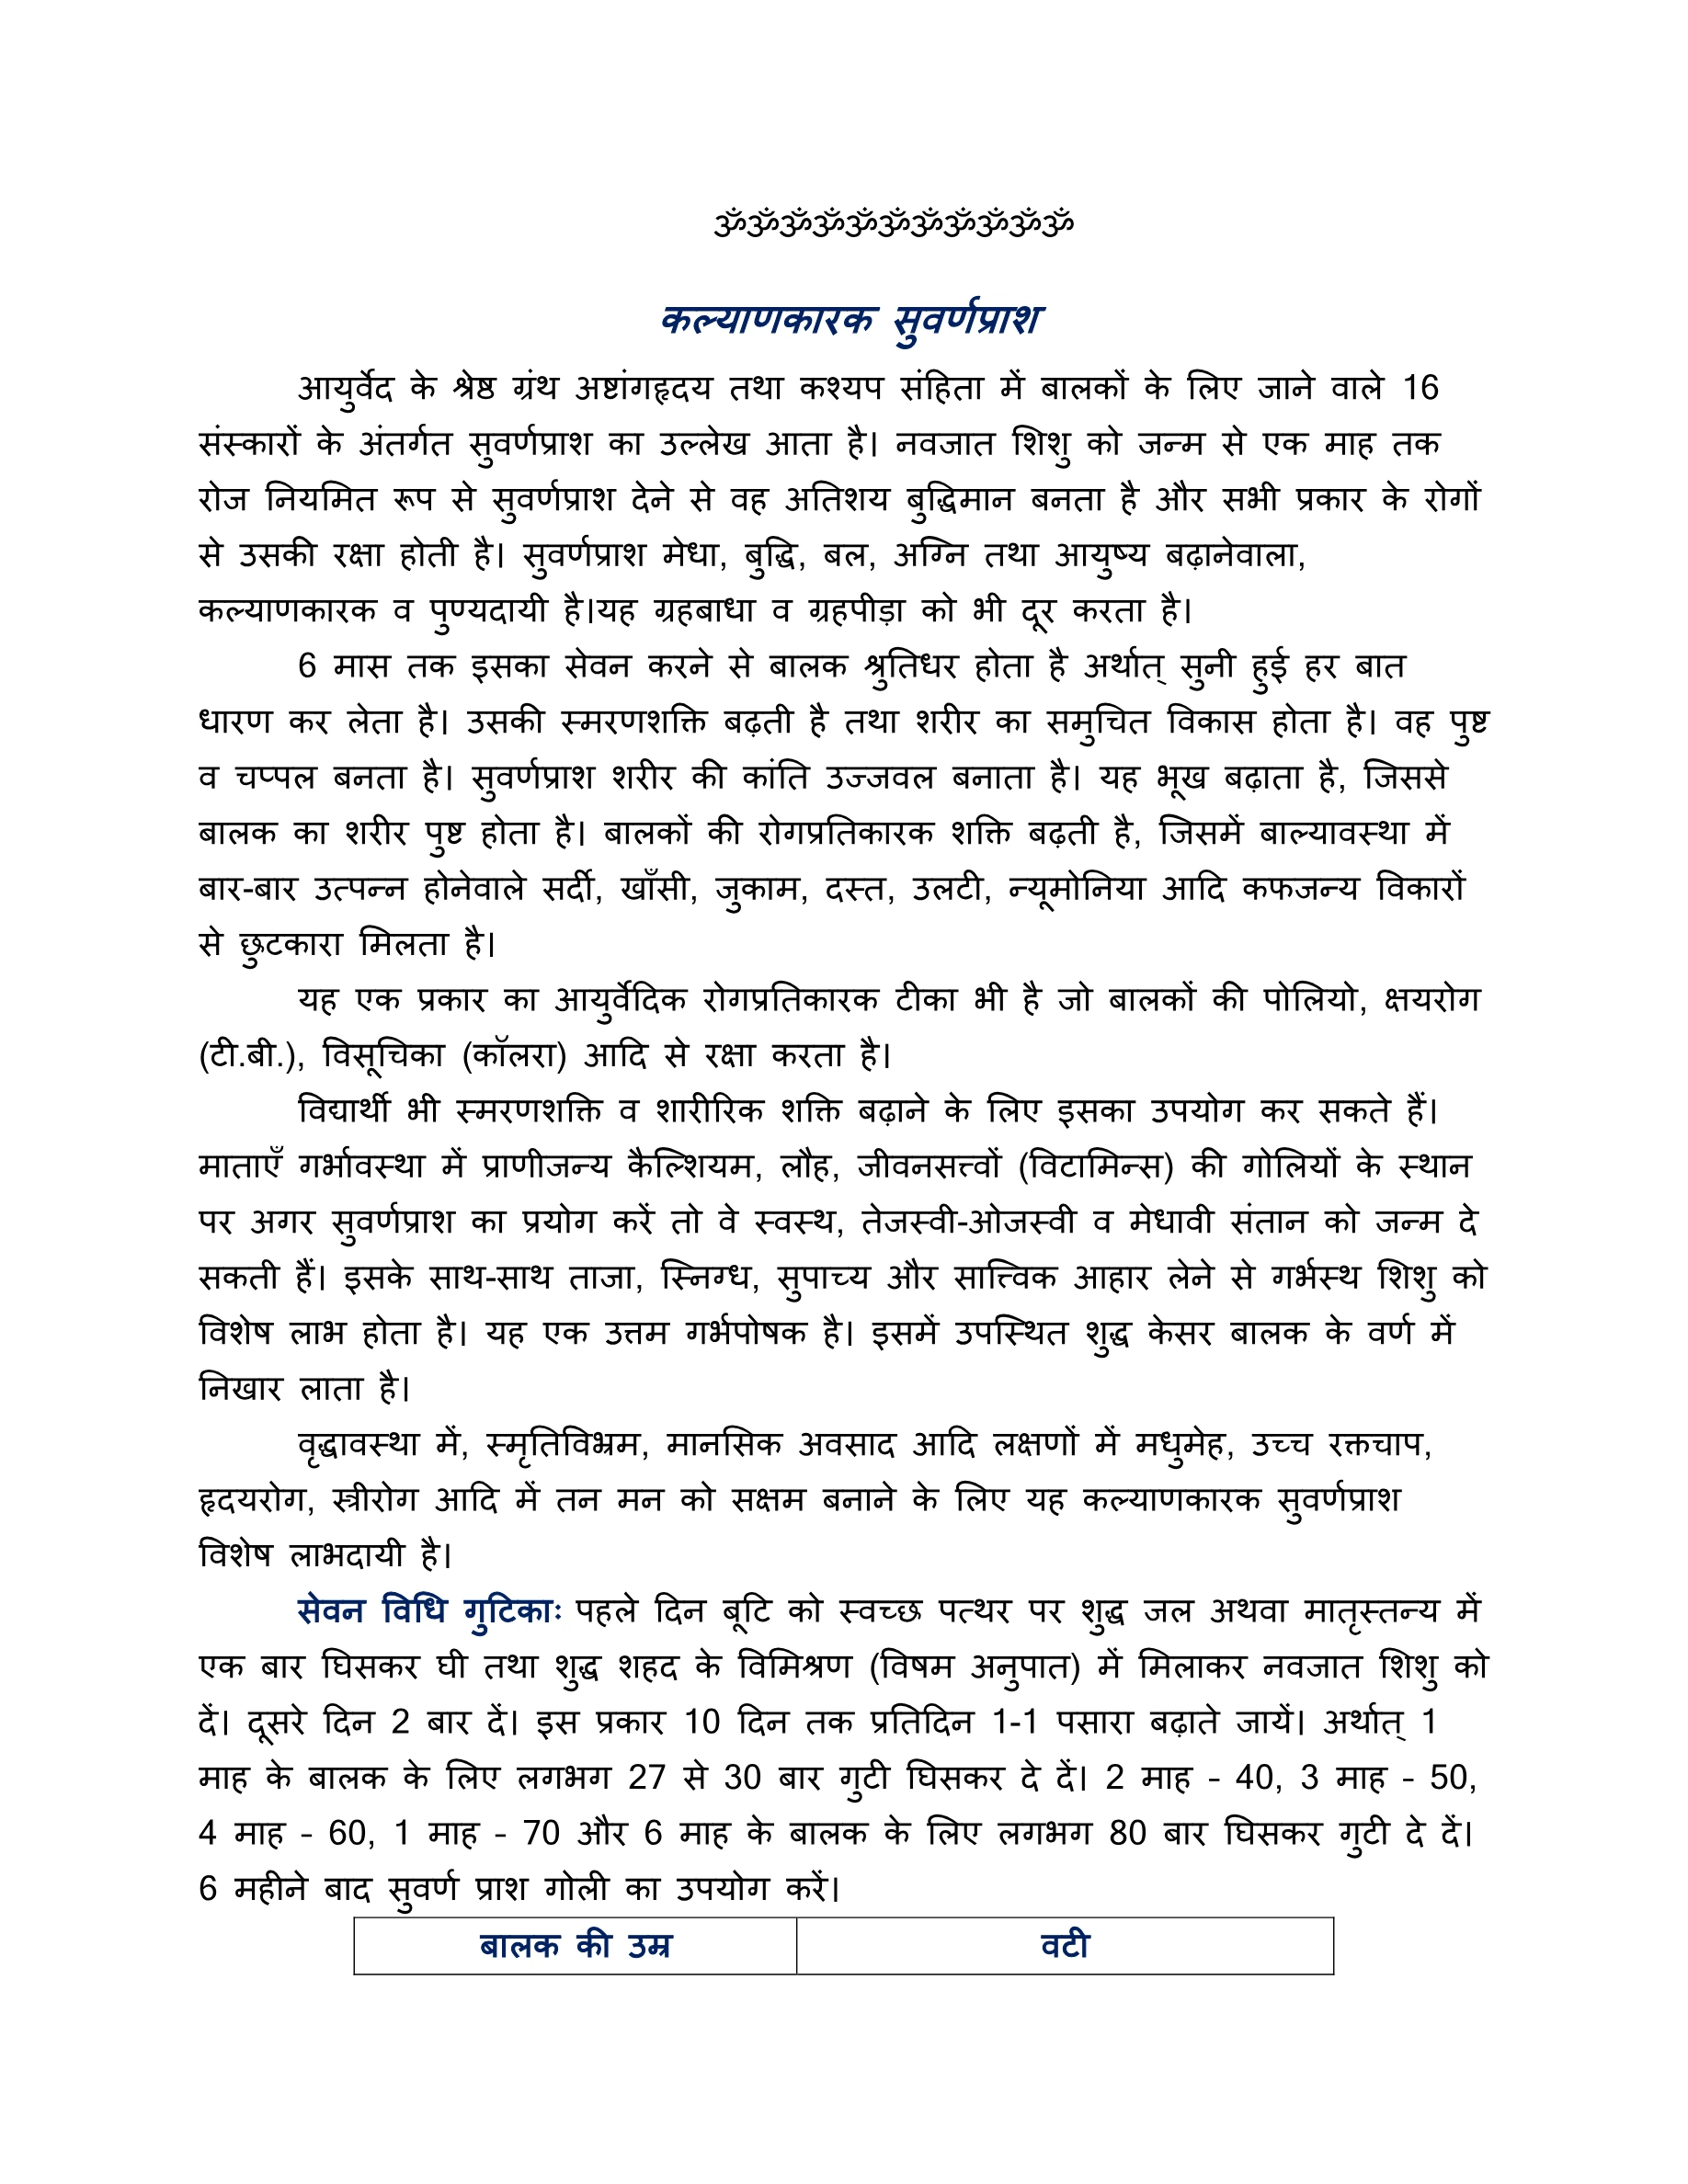 ॐॐॐॐॐॐॐॐॐॐॐ
कल्याणकारक सुवर्णप्राश
आयुर्वेद के श्रेष्ठ ग्रंथ अष्टांगहृदय तथा कश्यप संहिता में बालकों के लिए जाने वाले 16
संस्कारों के अंतर्गत सुवर्णप्राश का उल्लेख आता है। नवजात शिशु को जन्म से एक माह तक
रोज नियमित रूप से सुवर्णप्राश देने से वह अतिशय बुद्धिमान बनता है और सभी प्रकार के रोगों
से उसकी रक्षा होती है। सुवर्णप्राश मेधा, बुद्धि, बल, अग्नि तथा आयुष्य बढ़ानेवाला,
कल्याणकारक व पुण्यदायी है।यह ग्रहबाधा व ग्रहपीड़ा को भी दूर करता है।
6 मास तक इसका सेवन करने से बालक श्रुतिधर होता है अर्थात् सुनी हुई हर बात
धारण कर लेता है। उसकी स्मरणशक्ति बढ़ती है तथा शरीर का समुचित विकास होता है। वह पुष्ट
व चप्पल बनता है। सुवर्णप्राश शरीर की कांति उज्जवल बनाता है। यह भूख बढ़ाता है, जिससे
बालक का शरीर पुष्ट होता है। बालकों की रोगप्रतिकारक शक्ति बढ़ती है, जिसमें बाल्यावस्था में
बार-बार उत्पन्न होनेवाले सर्दी, खाँसी, जुकाम, दस्त, उलटी, न्यूमोनिया आदि कफजन्य विकारों
से छुटकारा मिलता है।
यह एक प्रकार का आयुर्वेदिक रोगप्रतिकारक टीका भी है जो बालकों की पोलियो, क्षयरोग
(टी.बी.), विसूचिका (कॉलरा) आदि से रक्षा करता है।
विद्यार्थी भी स्मरणशक्ति व शारीरिक शक्ति बढ़ाने के लिए इसका उपयोग कर सकते हैं।
माताएँ गर्भावस्था में प्राणीजन्य कैल्शियम, लौह, जीवनसत्त्वों (विटामिन्स) की गोलियों के स्थान
पर अगर सुवर्णप्राश का प्रयोग करें तो वे स्वस्थ, तेजस्वी-ओजस्वी व मेधावी संतान को जन्म दे
सकती हैं। इसके साथ-साथ ताजा, स्निग्ध, सुपाच्य और सात्त्विक आहार लेने से गर्भस्थ शिशु को
विशेष लाभ होता है। यह एक उत्तम गर्भपोषक है। इसमें उपस्थित शुद्ध केसर बालक के वर्ण में
निखार लाता है।
वृद्धावस्था में, स्मृतिविभ्रम, मानसिक अवसाद आदि लक्षणों में मधुमेह, उच्च रक्तचाप,
हृदयरोग, स्त्रीरोग आदि में तन मन को सक्षम बनाने के लिए यह कल्याणकारक सुवर्णप्राश
विशेष लाभदायी है।
सेवन विधि गुटिकाः पहले दिन बूटि को स्वच्छ पत्थर पर शुद्ध जल अथवा मातृस्तन्य में
एक बार घिसकर घी तथा शुद्ध शहद के विमिश्रण (विषम अनुपात) में मिलाकर नवजात शिशु को
दें। दूसरे दिन 2 बार दें। इस प्रकार 10 दिन तक प्रतिदिन 1-1 पसारा बढ़ाते जायें। अर्थात् 1
माह के बालक के लिए लगभग 27 से 30 बार गुटी घिसकर दे दें। 2 माह – 40, 3 माह – 50,
4 माह – 60, 1 माह – 70 और 6 माह के बालक के लिए लगभग 80 बार घिसकर गुटी दे दें।
6 महीने बाद सुवर्ण प्राश गोली का उपयोग करें।
बालक की उम्र वटी